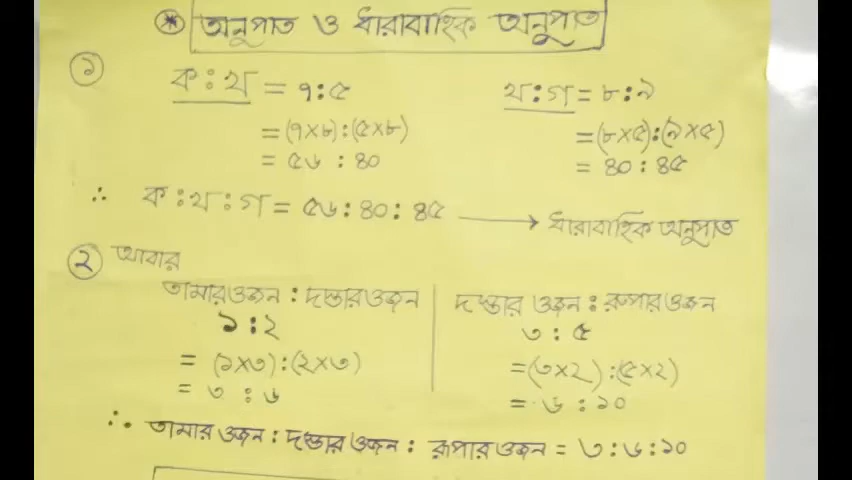 * অনুপাত ও ধারাবাহিক অনুপাত
১ ক : খ = ৭:৫ খ : গ = ৮:৯
= (৭×৮):(৫×৮) = (৮×৫):(৯×৫)
= ৫৬ : ৪০ = ৪০ : ৪৫
∴ ক : খ : গ = ৫৬ : ৪০ : ৪৫ → ধারাবাহিক অনুপাত
২ আবার
তামার ওজন : দস্তার ওজন দস্তার ওজন : রুপার ওজন
১ : ২ ৩ : ৫
= (১×৩):(২×৩) = (৩×২) : (৫×২)
= ৩ : ৬ = ৬ : ১০
∴ তামার ওজন : দস্তার ওজন : রূপার ওজন = ৩ : ৬ : ১০